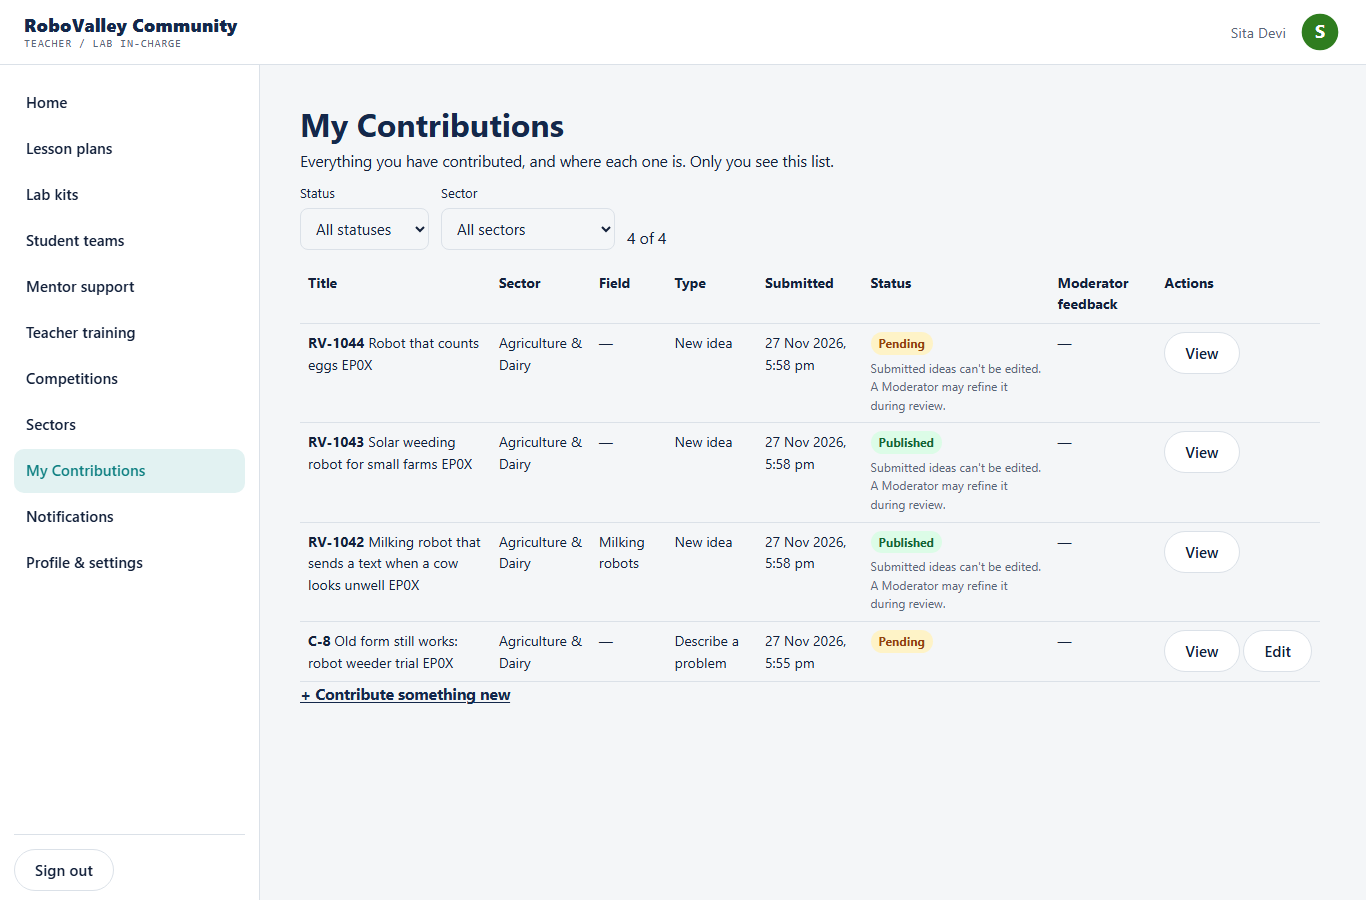 RoboValley Community
TEACHER / LAB IN-CHARGE
Sita Devi
S
Home
Lesson plans
Lab kits
Student teams
Mentor support
Teacher training
Competitions
Sectors
My Contributions
Notifications
Profile & settings
Sign out
My Contributions
Everything you have contributed, and where each one is. Only you see this list.
Status
Sector
All statuses
All sectors
4 of 4
Title
Sector
Field
Type
Submitted
Status
Moderator
feedback
Actions
RV-1044 Robot that counts
eggs EP0X
Agriculture &
Dairy
—
New idea
27 Nov 2026,
5:58 pm
Pending
Submitted ideas can't be edited.
A Moderator may refine it
during review.
—
View
RV-1043 Solar weeding
robot for small farms EP0X
Agriculture &
Dairy
—
New idea
27 Nov 2026,
5:58 pm
Published
Submitted ideas can't be edited.
A Moderator may refine it
during review.
—
View
RV-1042 Milking robot that
sends a text when a cow
looks unwell EP0X
Agriculture &
Dairy
Milking
robots
New idea
27 Nov 2026,
5:58 pm
Published
Submitted ideas can't be edited.
A Moderator may refine it
during review.
—
View
C-8 Old form still works:
robot weeder trial EP0X
Agriculture &
Dairy
—
Describe a
problem
27 Nov 2026,
5:55 pm
Pending
—
View
Edit
+ Contribute something new